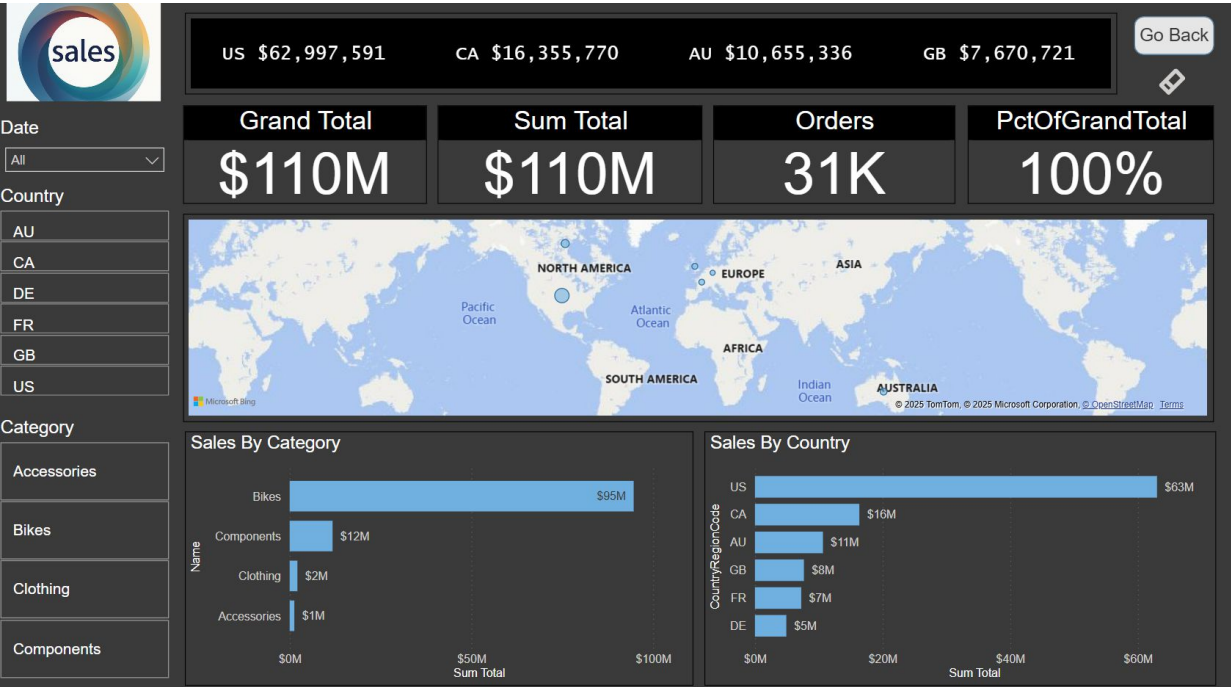 sales
US $62,997,591 CA $16,355,770 AU $10,655,336 GB $7,670,721
Go Back
Date
All
Country
AU
CA
DE
FR
GB
US
Category
Accessories
Bikes
Clothing
Components
Grand Total
$110M
Sum Total
$110M
Orders
31K
PctOfGrandTotal
100%
NORTH AMERICA
EUROPE
ASIA
Pacific
Ocean
Atlantic
Ocean
AFRICA
SOUTH AMERICA
Indian
Ocean
AUSTRALIA
Microsoft Bing
© 2025 TomTom, © 2025 Microsoft Corporation, © OpenStreetMap Terms
Sales By Category
Name
Bikes $95M
Components $12M
Clothing $2M
Accessories $1M
$0M $50M $100M
Sum Total
Sales By Country
CountryRegionCode
US $63M
CA $16M
AU $11M
GB $8M
FR $7M
DE $5M
$0M $20M $40M $60M
Sum Total